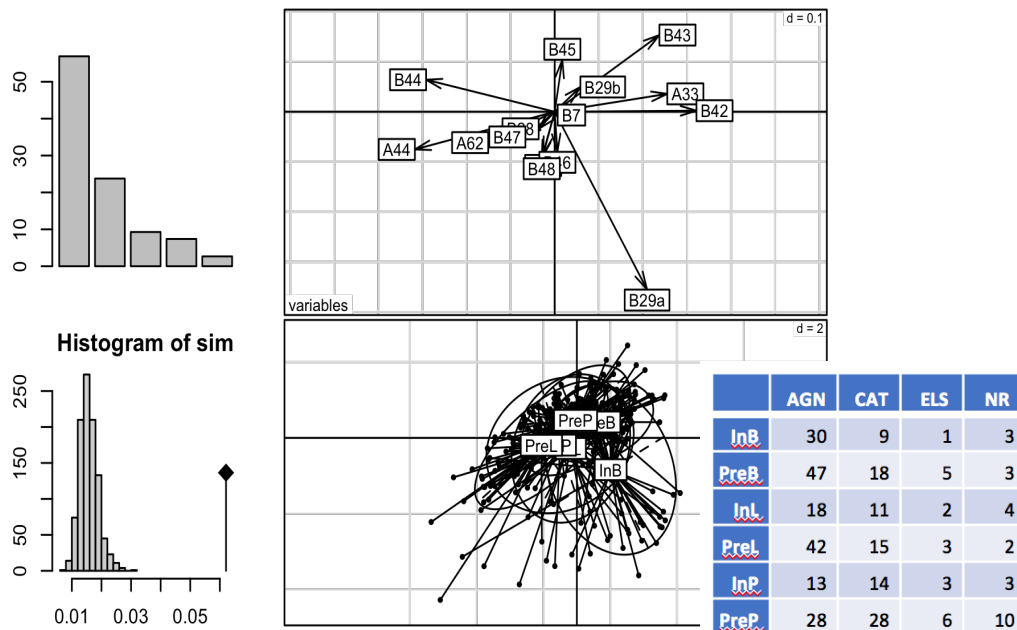 50
30
10
0
d = 0.1
B43
B45
B44
B29b
A33
B42
B7
B47
A62
A44
B48
B29a
variables
Histogram of sim
250
150
50
0
0.01 0.03 0.05
d = 2
PreP
PreL
InB
AGN CAT ELS NR
InB 30 9 1 3
PreB 47 18 5 3
InL 18 11 2 4
PreL 42 15 3 2
InP 13 14 3 3
PreP 28 28 6 10